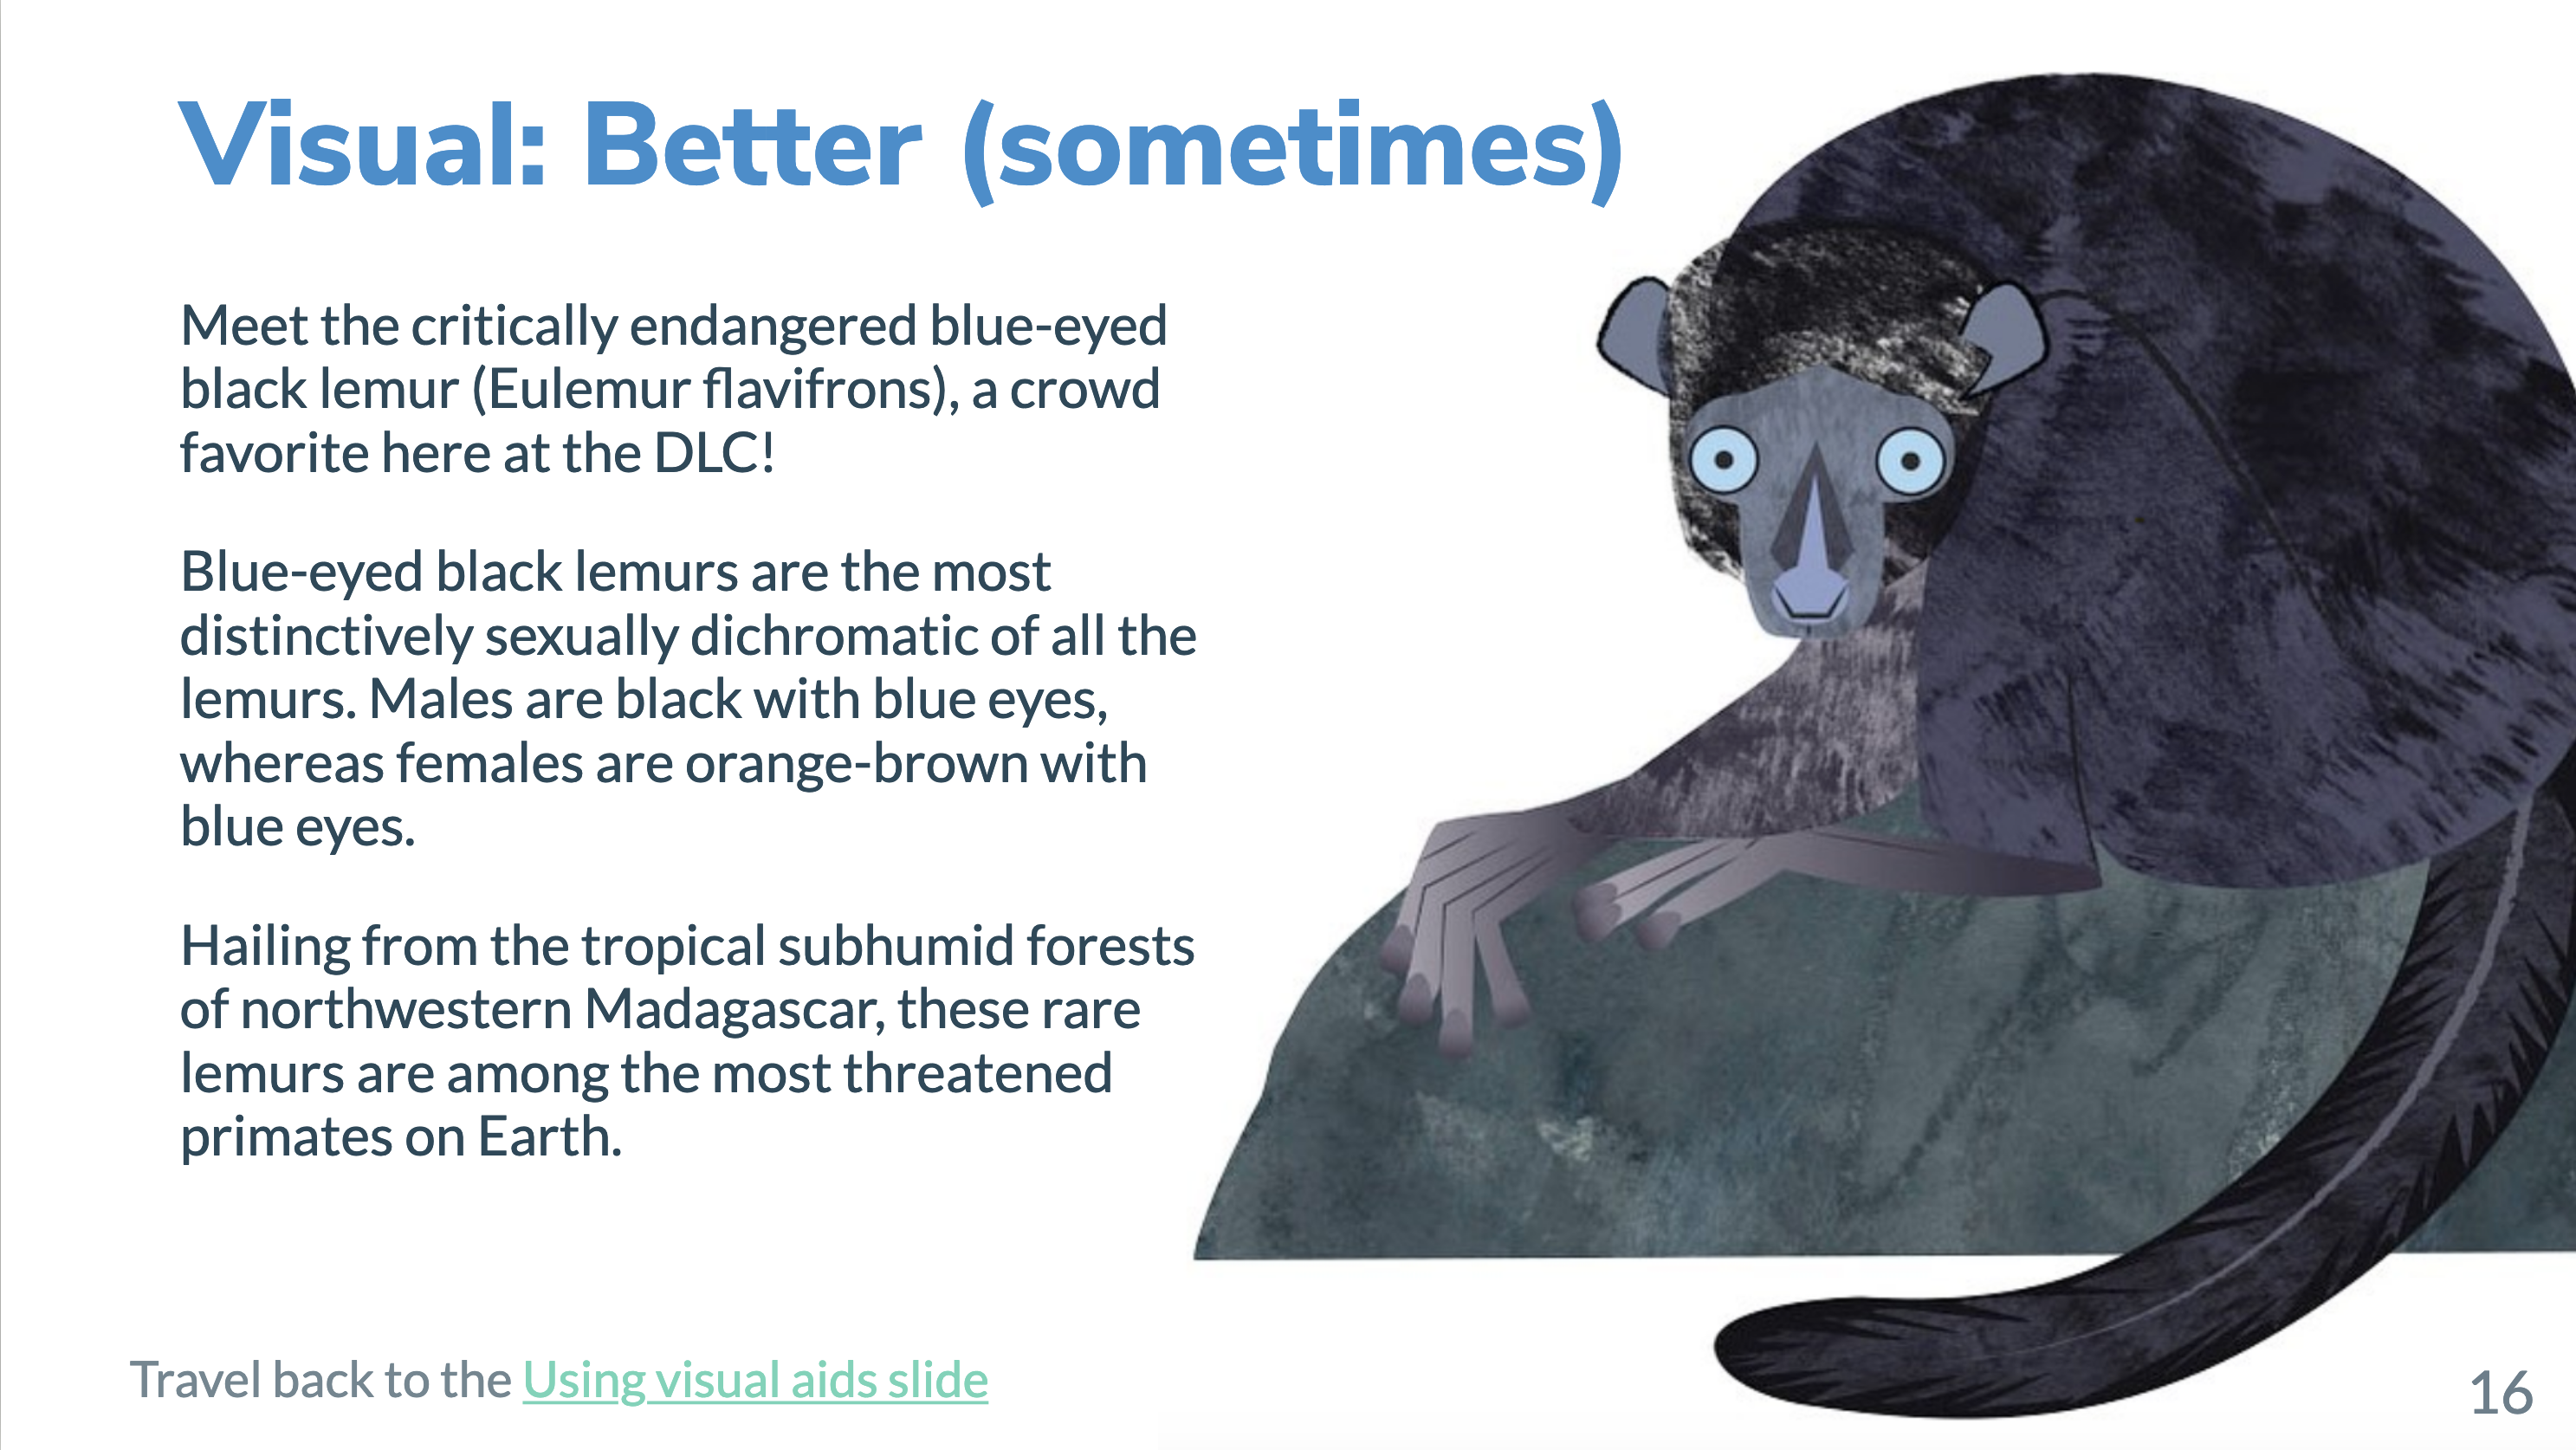 Visual: Better (sometimes)
Meet the critically endangered blue-eyed
black lemur (Eulemur flavifrons), a crowd
favorite here at the DLC!
Blue-eyed black lemurs are the most
distinctively sexually dichromatic of all the
lemurs. Males are black with blue eyes,
whereas females are orange-brown with
blue eyes.
Hailing from the tropical subhumid forests
of northwestern Madagascar, these rare
lemurs are among the most threatened
primates on Earth.
Travel back to the Using visual aids slide
16